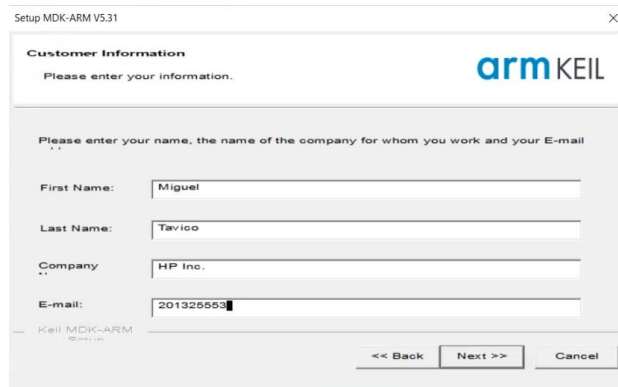 Setup MDK-ARM V5.31
Customer Information
Please enter your information.
arm KEIL
Please enter your name, the name of the company for whom you work and your E-mail
First Name: Miguel
Last Name: Tavico
Company HP Inc.
E-mail: 201325553
Keil MDK-ARM
<< Back Next >> Cancel